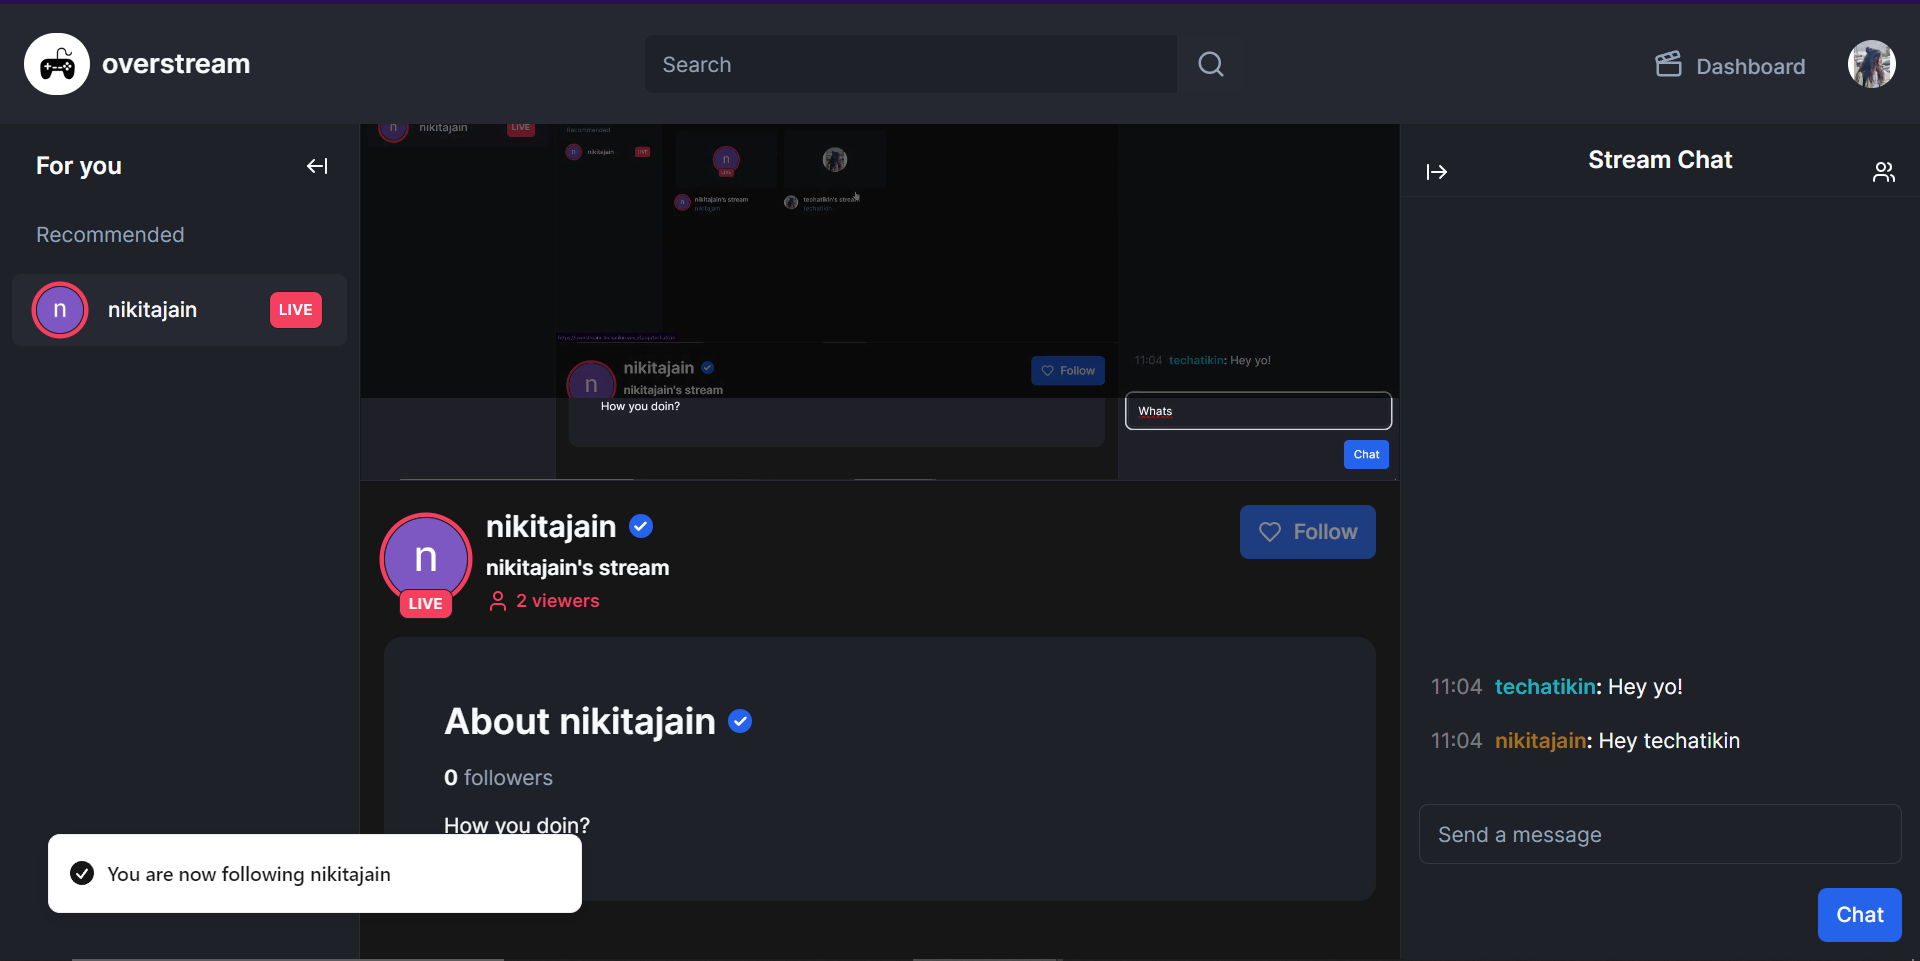 overstream
Search
Dashboard
For you
Recommended
n nikitajain LIVE
n nikitajain LIVE
Recommended
n nikitajain LIVE
n
LIVE
n nikitajain's stream
nikitajain
techatikin's stream
techatikin
n nikitajain
nikitajain's stream
Follow
How you doin?
11:04 techatikin: Hey yo!
Whats
Chat
n
LIVE
nikitajain
nikitajain's stream
2 viewers
Follow
About nikitajain
0 followers
How you doin?
You are now following nikitajain
Stream Chat
11:04 techatikin: Hey yo!
11:04 nikitajain: Hey techatikin
Send a message
Chat